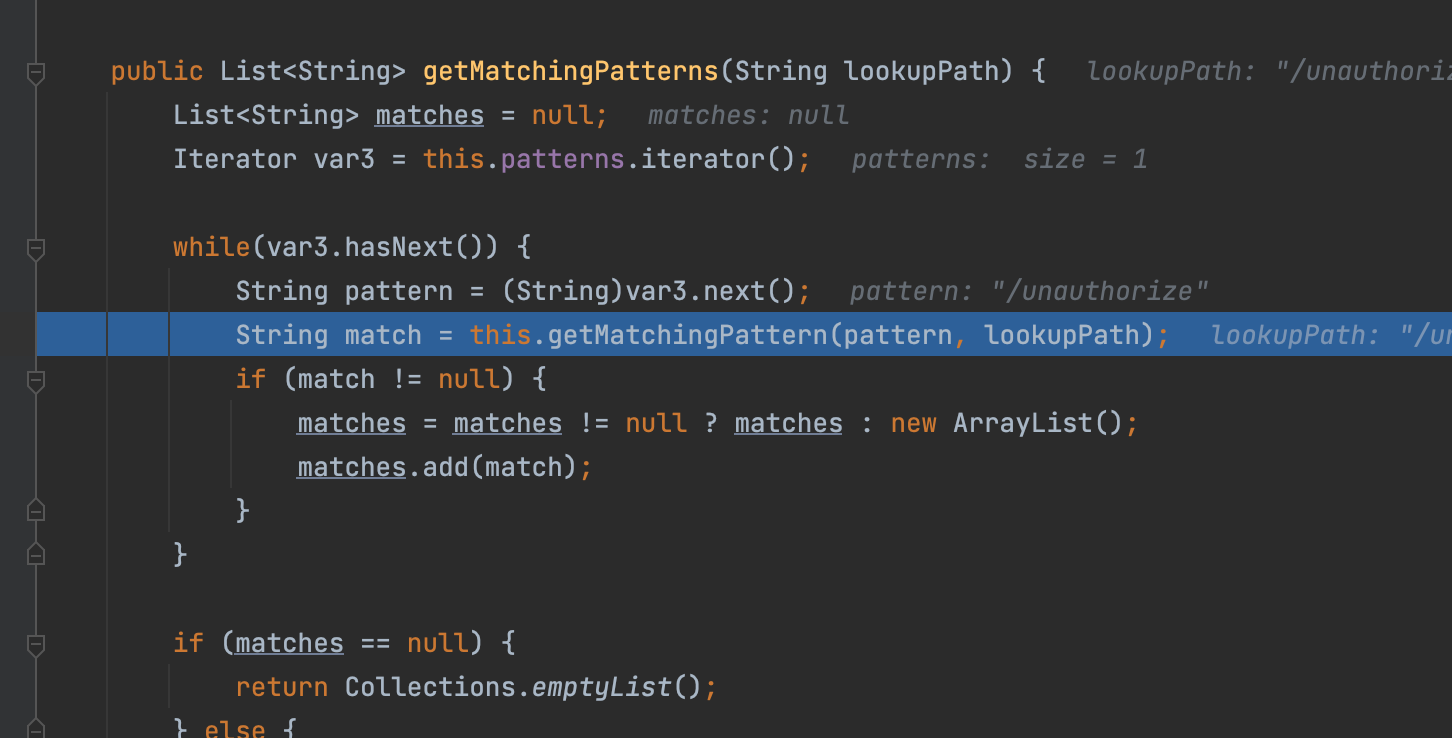 public List<String> getMatchingPatterns(String lookupPath) {   lookupPath: "/unauthoriz
    List<String> matches = null;   matches: null
    Iterator var3 = this.patterns.iterator();   patterns:  size = 1
    while(var3.hasNext()) {
        String pattern = (String)var3.next();   pattern: "/unauthorize"
        String match = this.getMatchingPattern(pattern, lookupPath);   lookupPath: "/un
        if (match != null) {
            matches = matches != null ? matches : new ArrayList();
            matches.add(match);
        }
    }
    if (matches == null) {
        return Collections.emptyList();
    } else {